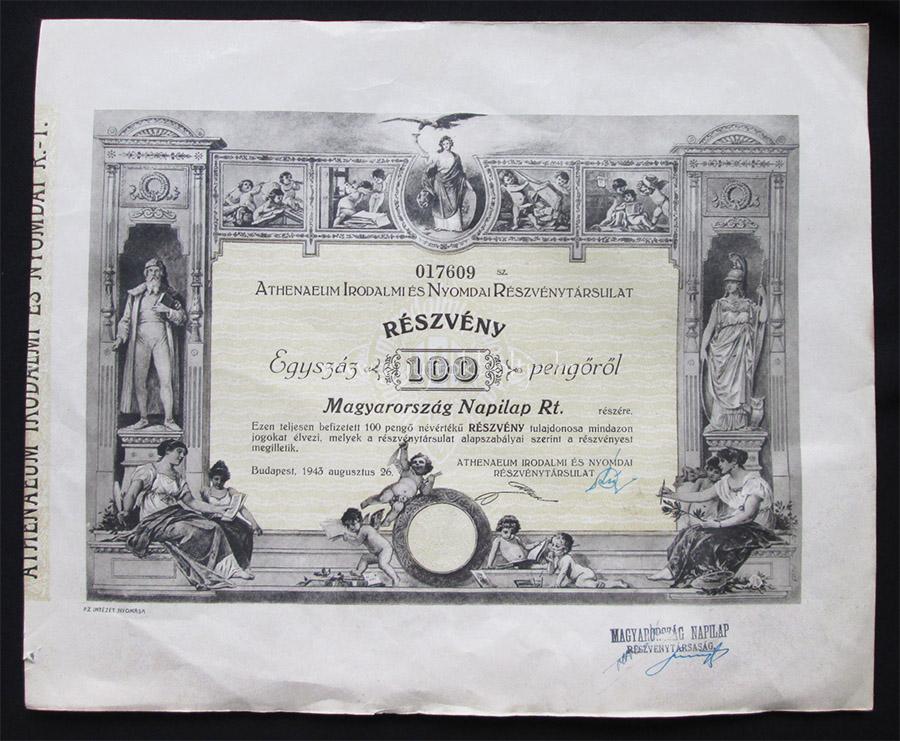 017609 SZ.
ATHENAEUM IRODALMI ÉS NYOMDAI RÉSZVÉNYTÁRSULAT
RÉSZVÉNY
Egyszáz 100 pengőről
Magyarország Napilap Rt. részére.
Ezen teljesen befizetett 100 pengő névértékű RÉSZVÉNY tulajdonosa mindazon
jogokat élvezi, melyek a részvénytársulat alapszabályai szerint a részvényest
megilletik.
Budapest, 1943 augusztus 26.
ATHENAEUM IRODALMI ÉS NYOMDAI
RÉSZVÉNYTÁRSULAT
ATHENAEUM IRODALMI ÉS NYOMDAI R.-T.
PZ INTÉZET NYOMÁSA
MAGYARORSZÁG NAPILAP
RÉSZVÉNYTÁRSASÁG